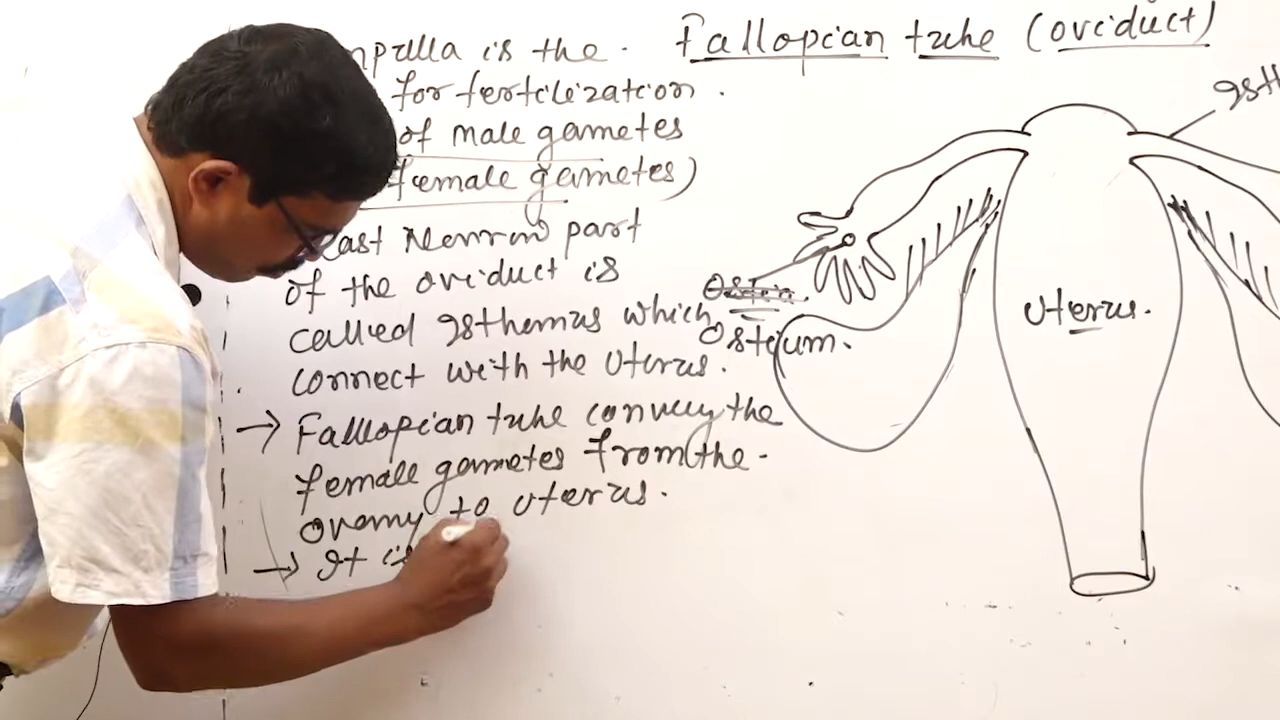 Fallopian tube (oviduct)
mpulla is the
for fertilization.
of male gametes
female gametes)
Last Narrow part
of the oviduct is
called Isthemus which
connect with the Uterus.
→ Fallopian tube convey the
female gametes from the
ovary to uterus.
→ It is
Isth
Ostium.
Uterus.